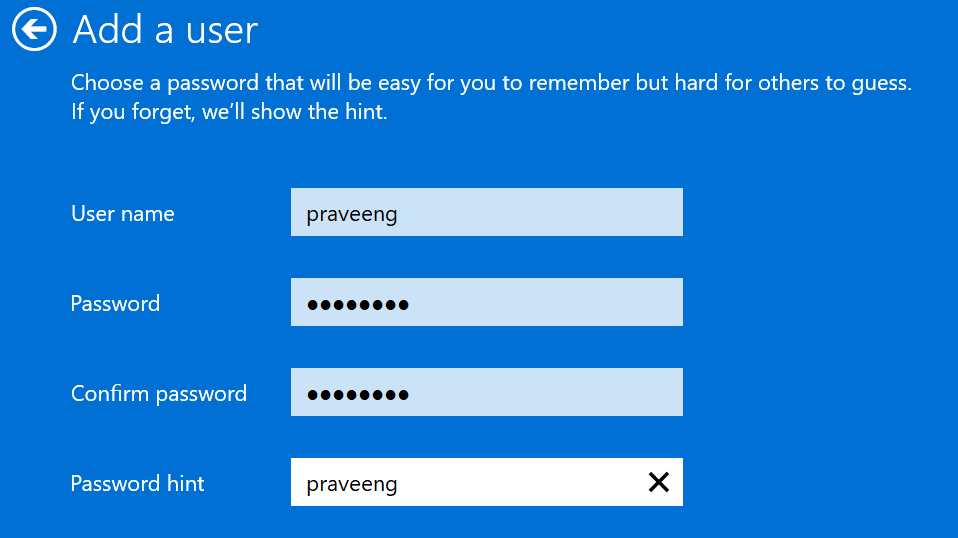 Add a user
Choose a password that will be easy for you to remember but hard for others to guess.
If you forget, we’ll show the hint.
User name praveeng
Password ●●●●●●●●
Confirm password ●●●●●●●●
Password hint praveeng